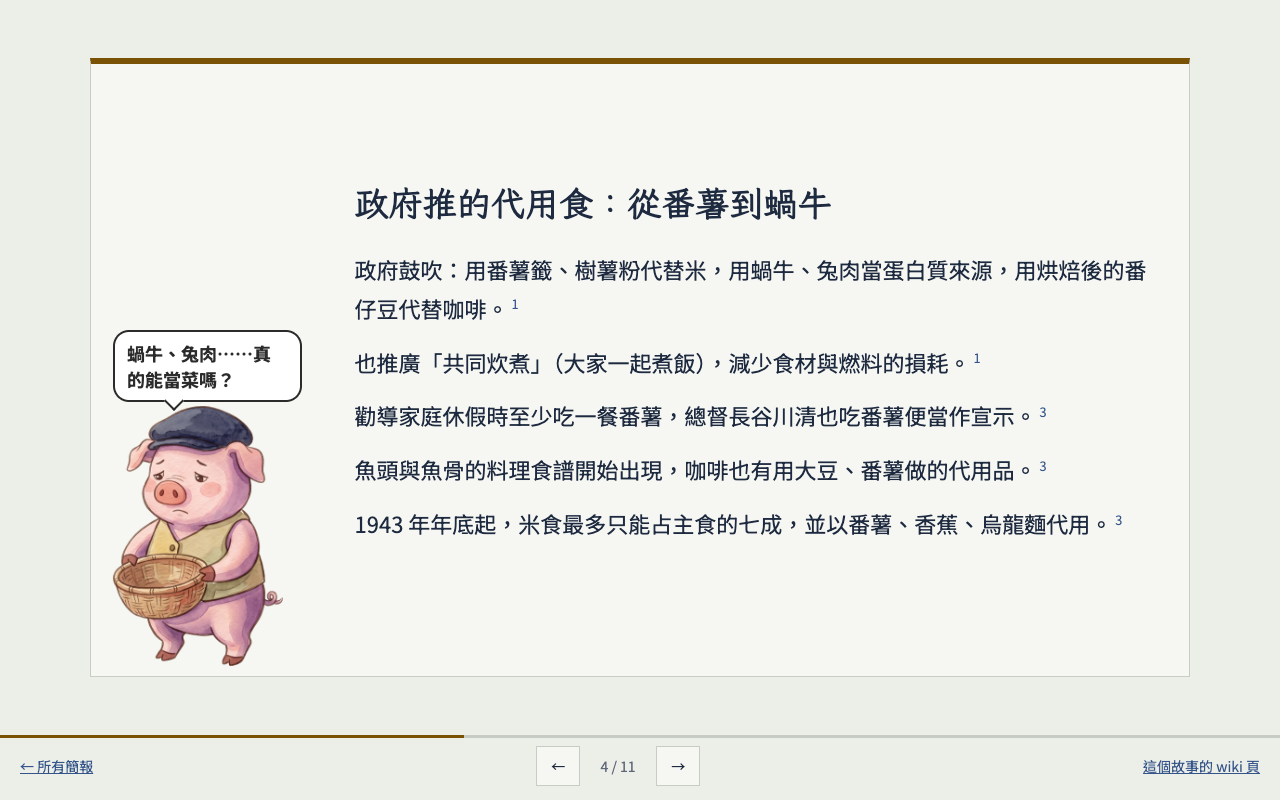 政府推的代用食：從番薯到蝸牛
政府鼓吹：用番薯籤、樹薯粉代替米，用蝸牛、兔肉當蛋白質來源，用烘焙後的番
仔豆代替咖啡。 1
也推廣「共同炊煮」（大家一起煮飯），減少食材與燃料的損耗。 1
勸導家庭休假時至少吃一餐番薯，總督長谷川清也吃番薯便當作宣示。 3
魚頭與魚骨的料理食譜開始出現，咖啡也有用大豆、番薯做的代用品。 3
1943 年年底起，米食最多只能占主食的七成，並以番薯、香蕉、烏龍麵代用。 3
蝸牛、兔肉⋯⋯真
的能當菜嗎？
← 所有簡報
←
4 / 11
→
這個故事的 wiki 頁